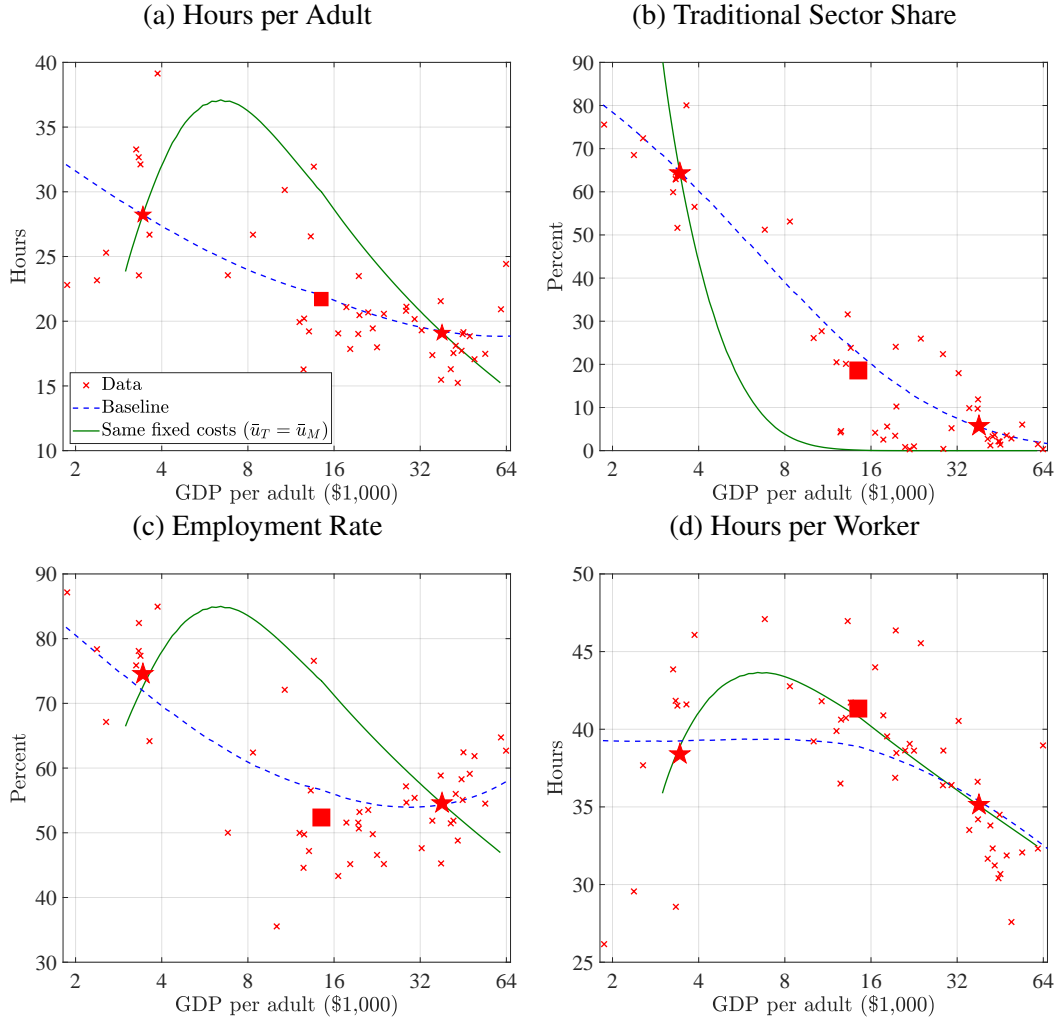 (a) Hours per Adult
40
35
30
25
20
15
10
Hours
Data
Baseline
Same fixed costs (ū_T = ū_M)
2 4 8 16 32 64
GDP per adult ($1,000)
(b) Traditional Sector Share
90
80
70
60
50
40
30
20
10
0
Percent
2 4 8 16 32 64
GDP per adult ($1,000)
(c) Employment Rate
90
80
70
60
50
40
30
Percent
2 4 8 16 32 64
GDP per adult ($1,000)
(d) Hours per Worker
50
45
40
35
30
25
Hours
2 4 8 16 32 64
GDP per adult ($1,000)